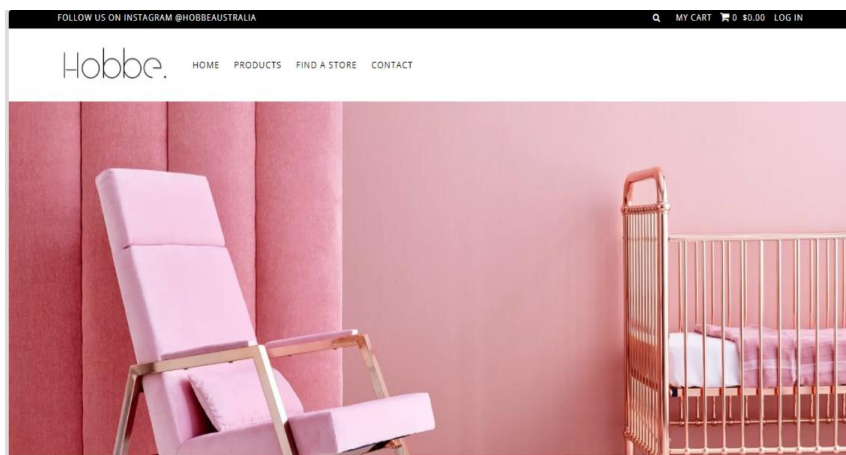 FOLLOW US ON INSTAGRAM @HOBBEAUSTRALIA
MY CART 0 $0.00 LOG IN
Hobbe.
HOME PRODUCTS FIND A STORE CONTACT